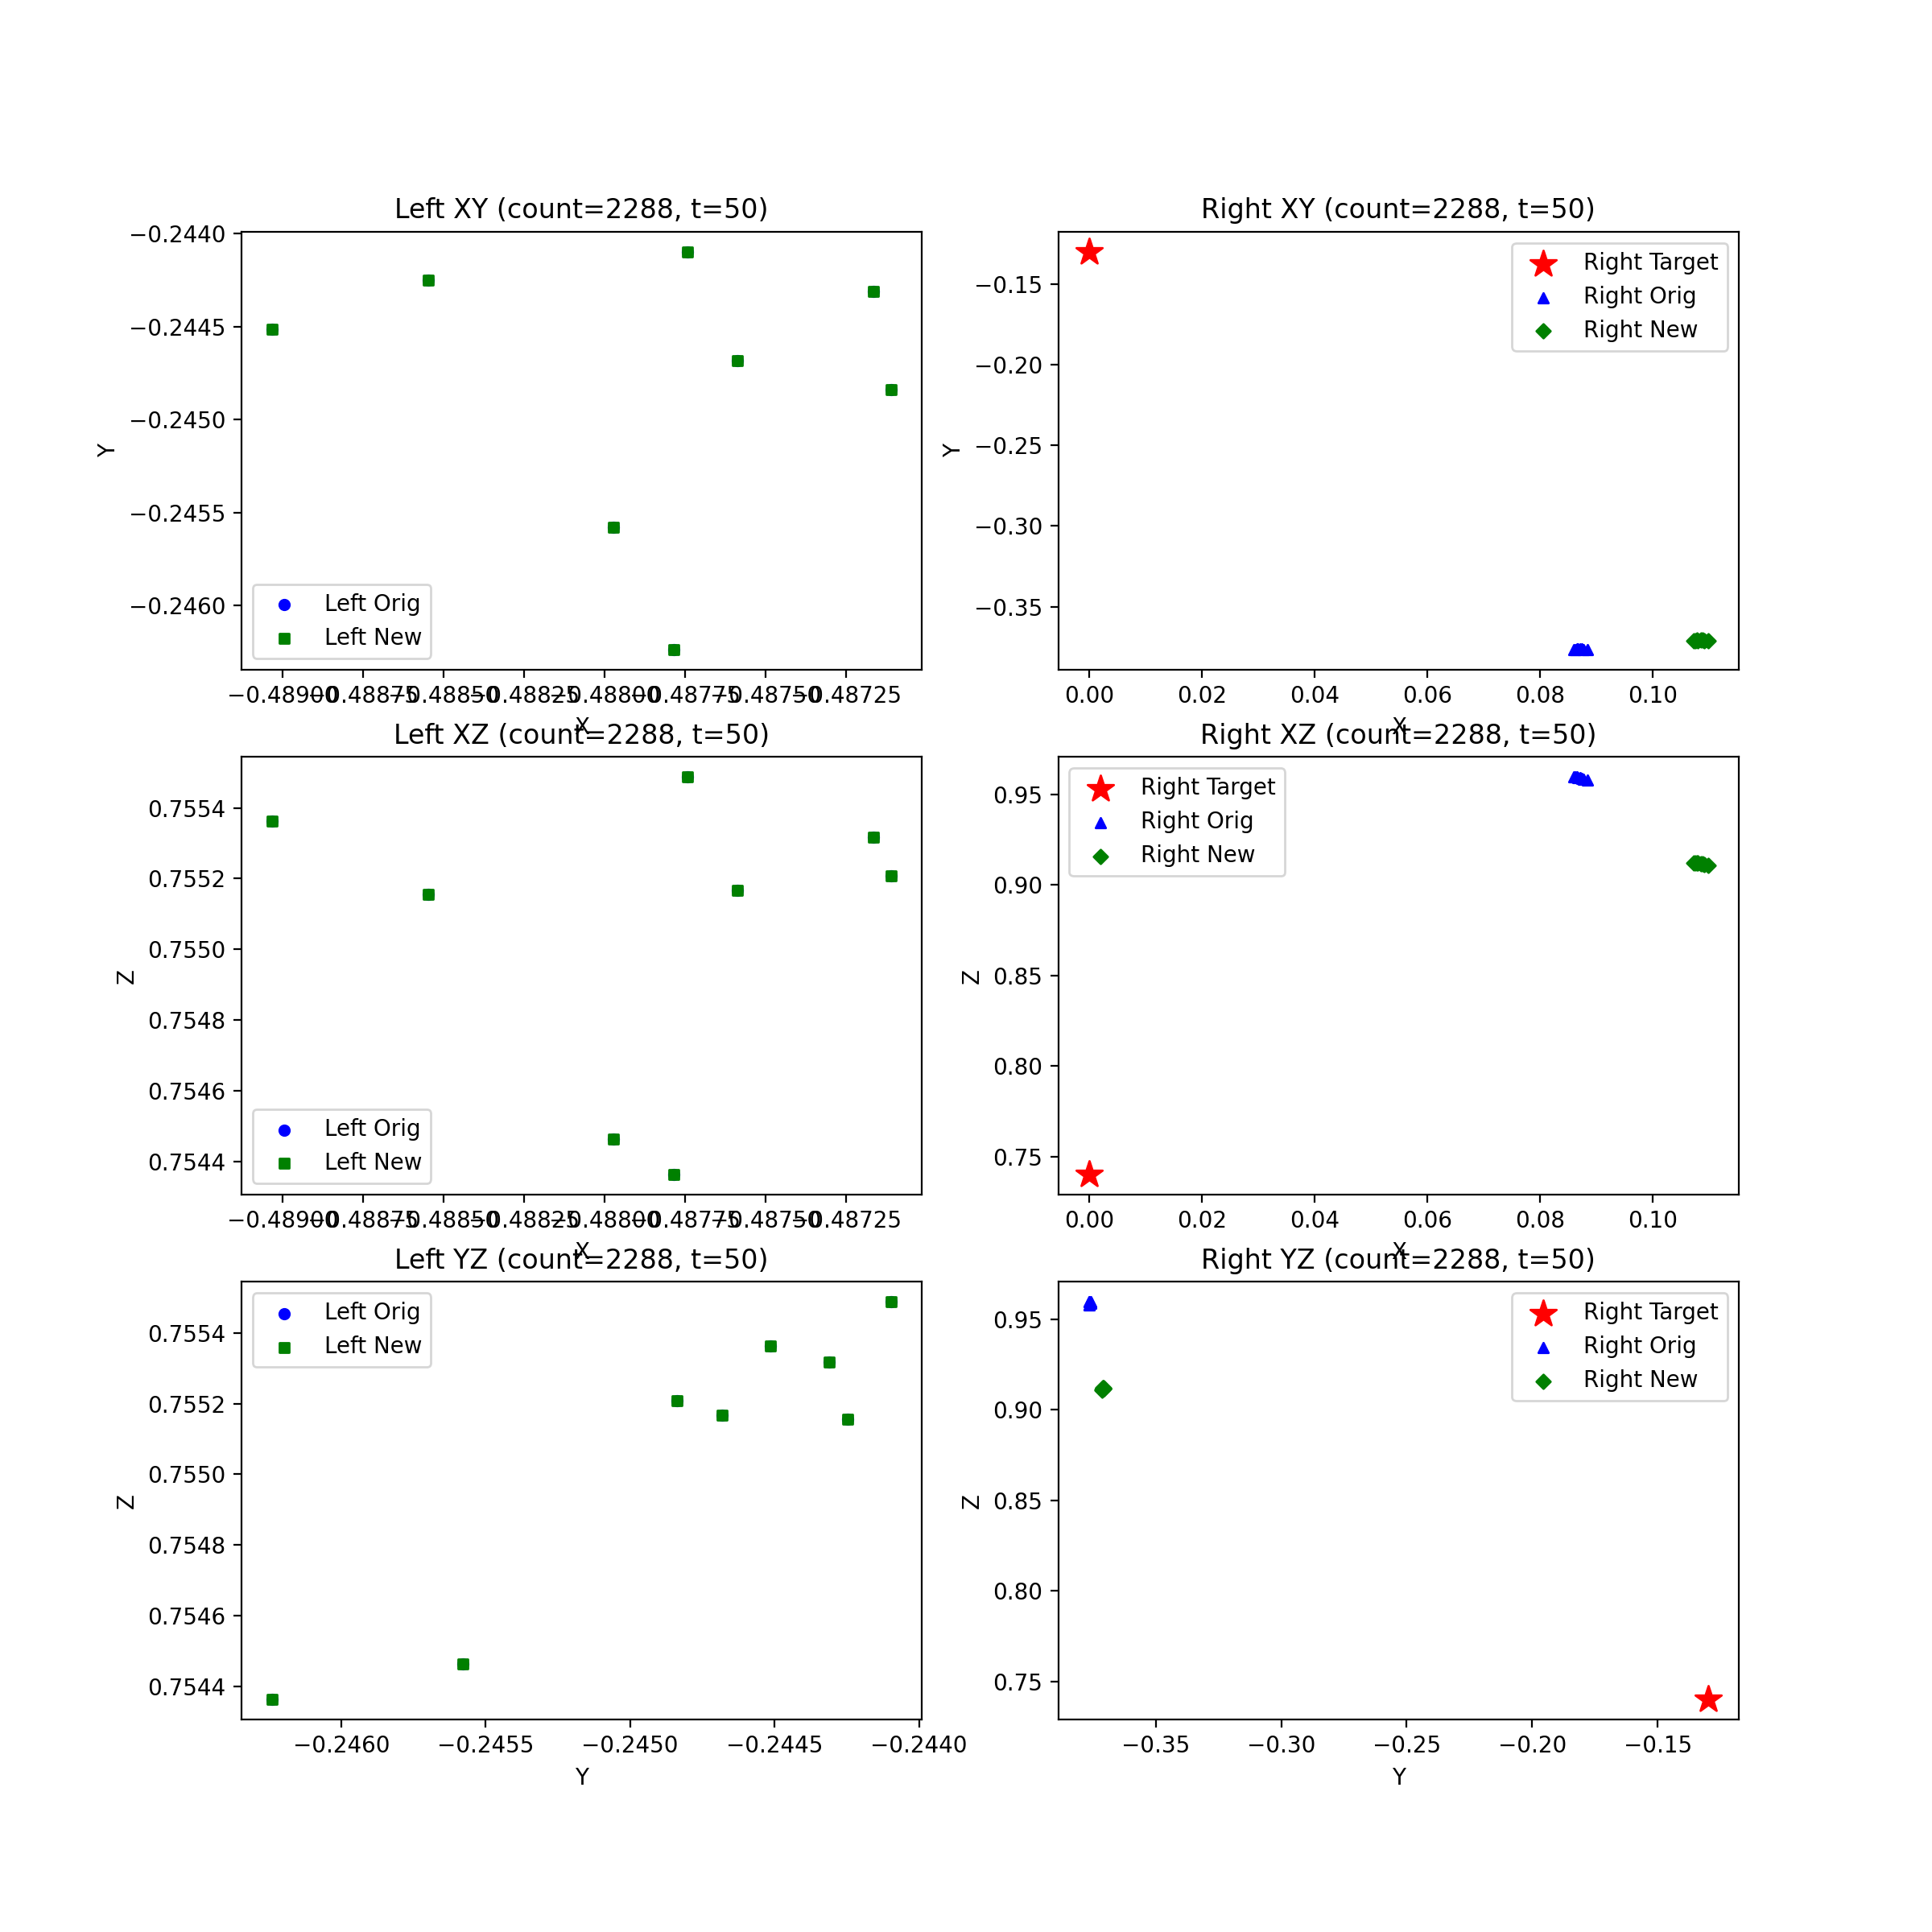 Left XY (count=2288, t=50)
Right XY (count=2288, t=50)
−0.2440
−0.2445
−0.2450
−0.2455
−0.2460
Y
Left Orig
Left New
−0.48900 −0.48875 −0.48850 −0.48825 −0.48800 −0.48775 −0.48750 −0.48725
X
−0.15
−0.20
−0.25
−0.30
−0.35
Y
Right Target
Right Orig
Right New
0.00 0.02 0.04 0.06 0.08 0.10
X
Left XZ (count=2288, t=50)
Right XZ (count=2288, t=50)
0.7554
0.7552
0.7550
0.7548
0.7546
0.7544
Z
Left Orig
Left New
−0.48900 −0.48875 −0.48850 −0.48825 −0.48800 −0.48775 −0.48750 −0.48725
X
0.95
0.90
0.85
0.80
0.75
Z
Right Target
Right Orig
Right New
0.00 0.02 0.04 0.06 0.08 0.10
X
Left YZ (count=2288, t=50)
Right YZ (count=2288, t=50)
0.7554
0.7552
0.7550
0.7548
0.7546
0.7544
Z
Left Orig
Left New
−0.2460 −0.2455 −0.2450 −0.2445 −0.2440
Y
0.95
0.90
0.85
0.80
0.75
Z
Right Target
Right Orig
Right New
−0.35 −0.30 −0.25 −0.20 −0.15
Y